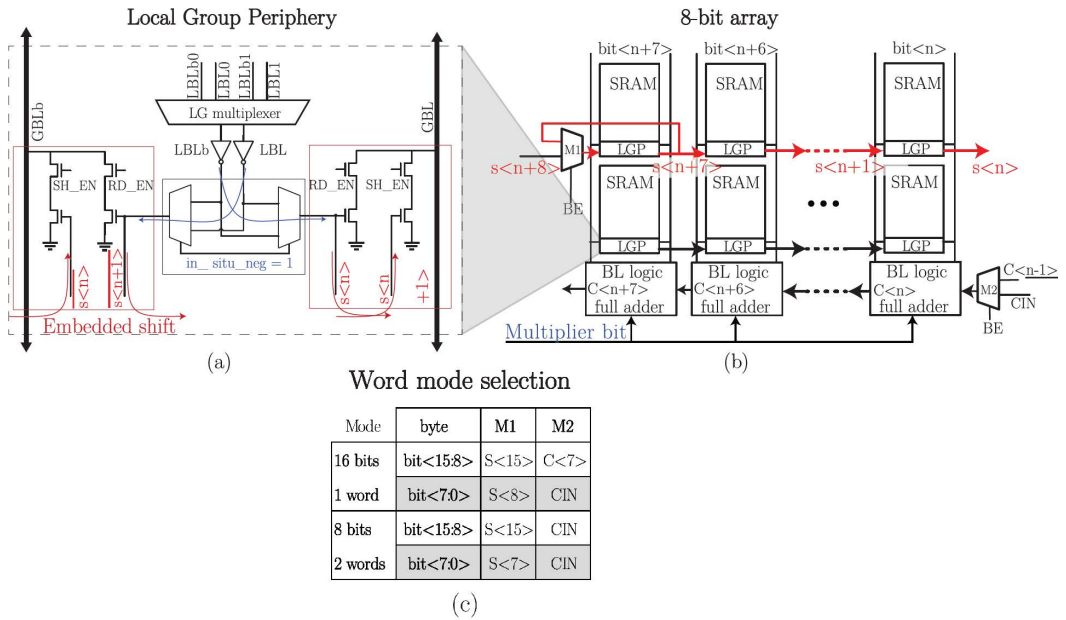 Local Group Periphery
8-bit array
GBLb
LBLb0
LBL0
LBLb1
LBL1
GBL
LG multiplexer
LBLb
LBL
SH_EN
RD_EN
RD_EN
SH_EN
in_ situ_neg = 1
s<n>
s<n+1>
s<n>
s<n
+1>
Embedded shift
(a)
bit<n+7>
bit<n+6>
bit<n>
SRAM
SRAM
SRAM
M1
LGP
LGP
LGP
s<n+8>
s<n+7>
s<n+1>
s<n>
BE
SRAM
SRAM
SRAM
LGP
LGP
LGP
BL logic
C<n+7>
full adder
BL logic
C<n+6>
full adder
BL logic
C<n>
full adder
M2
C<n-1>
CIN
BE
Multiplier bit
(b)
Word mode selection
Mode byte M1 M2
16 bits bit<15:8> S<15> C<7>
1 word bit<7:0> S<8> CIN
8 bits bit<15:8> S<15> CIN
2 words bit<7:0> S<7> CIN
(c)